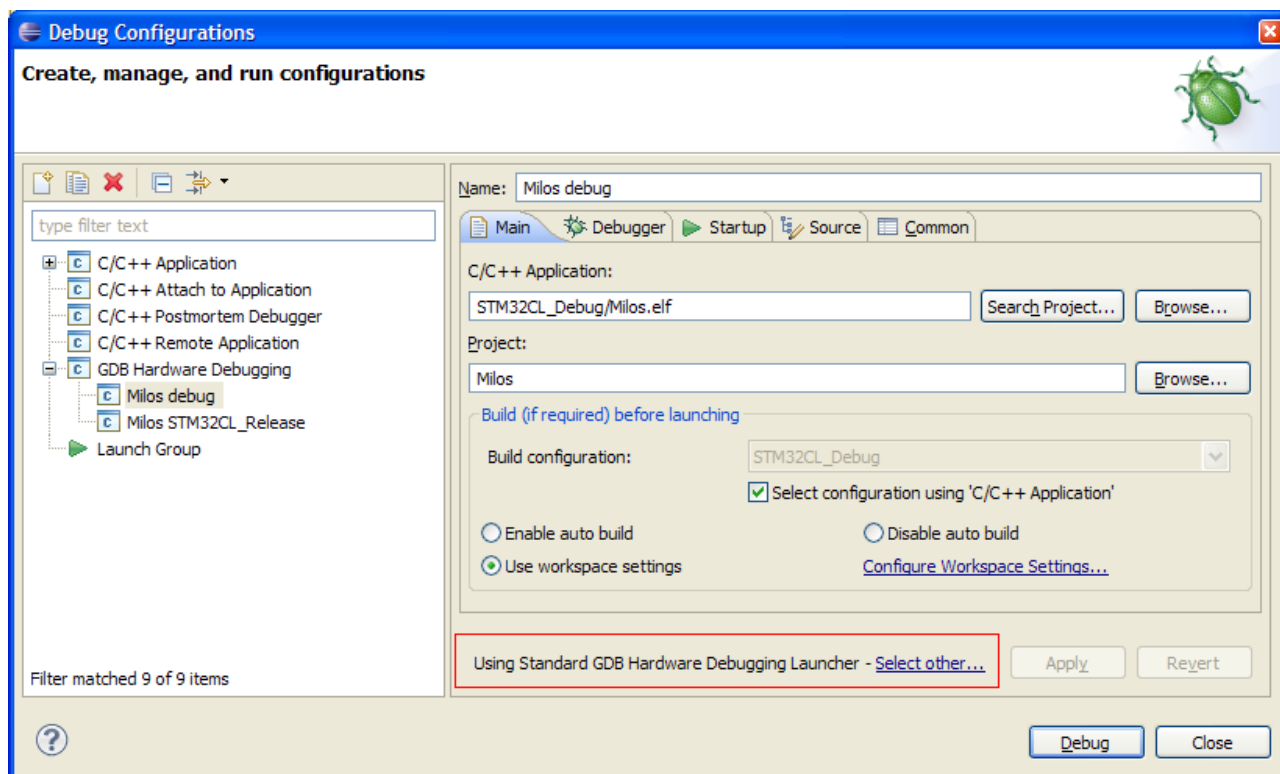 Debug Configurations
Create, manage, and run configurations
type filter text
C/C++ Application
C/C++ Attach to Application
C/C++ Postmortem Debugger
C/C++ Remote Application
GDB Hardware Debugging
Milos debug
Milos STM32CL_Release
Launch Group
Filter matched 9 of 9 items
Name: Milos debug
Main Debugger Startup Source Common
C/C++ Application:
STM32CL_Debug/Milos.elf Search Project... Browse...
Project:
Milos Browse...
Build (if required) before launching
Build configuration: STM32CL_Debug
Select configuration using 'C/C++ Application'
Enable auto build Disable auto build
Use workspace settings Configure Workspace Settings...
Using Standard GDB Hardware Debugging Launcher - Select other... Apply Revert
Debug Close